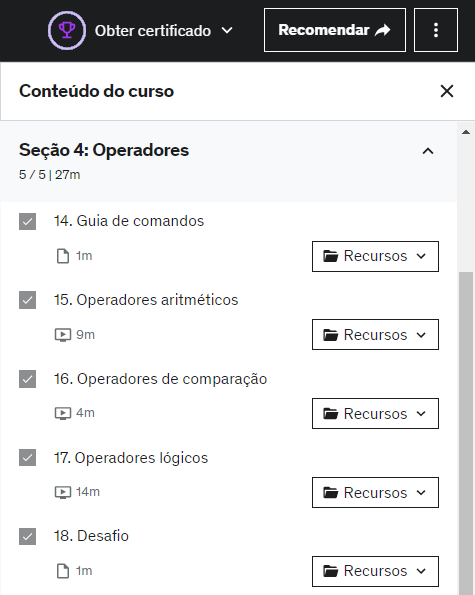 Obter certificado
Recomendar
Conteúdo do curso
Seção 4: Operadores
5 / 5 | 27m
14. Guia de comandos
1m
Recursos
15. Operadores aritméticos
9m
Recursos
16. Operadores de comparação
4m
Recursos
17. Operadores lógicos
14m
Recursos
18. Desafio
1m
Recursos